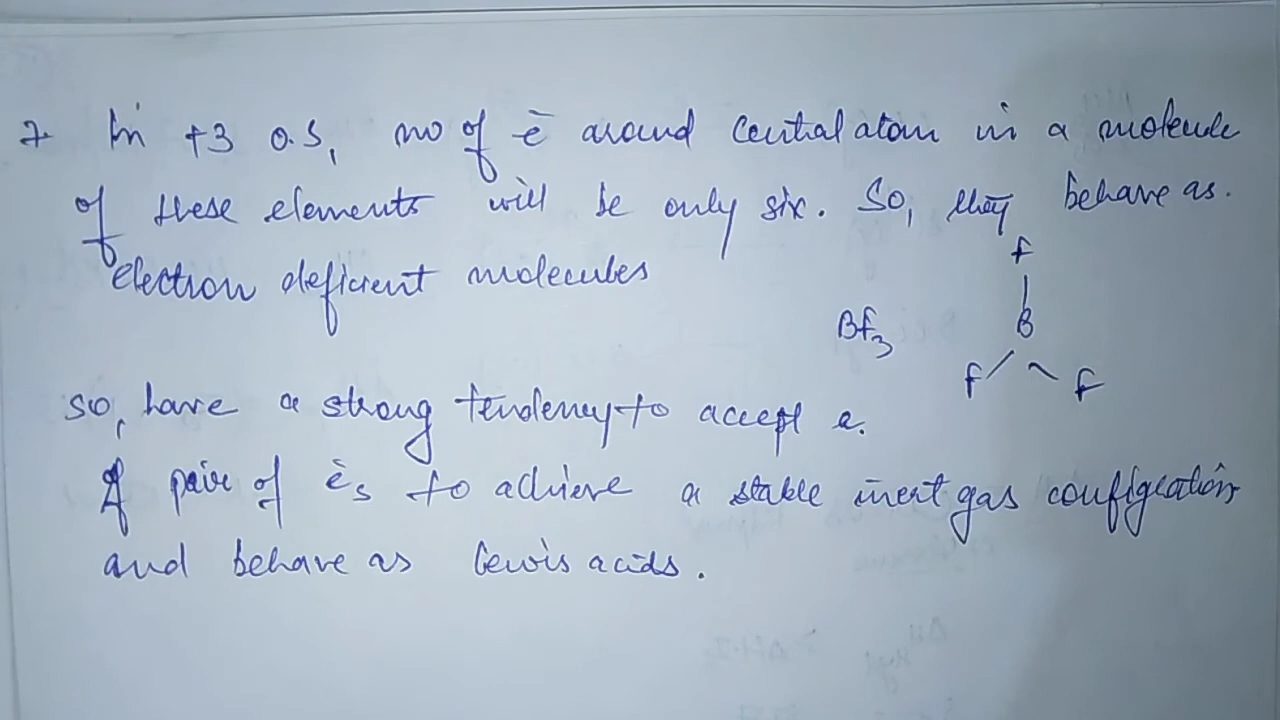 7. In +3 O.S, no of ē around central atom in a molecule
of these elements will be only six. So, they behave as.
electron deficient molecules
F
BF3
B
F F
so, have a strong tendency to accept e.
A pair of ēs to achieve a stable inert gas configration
and behave as lewis acids.